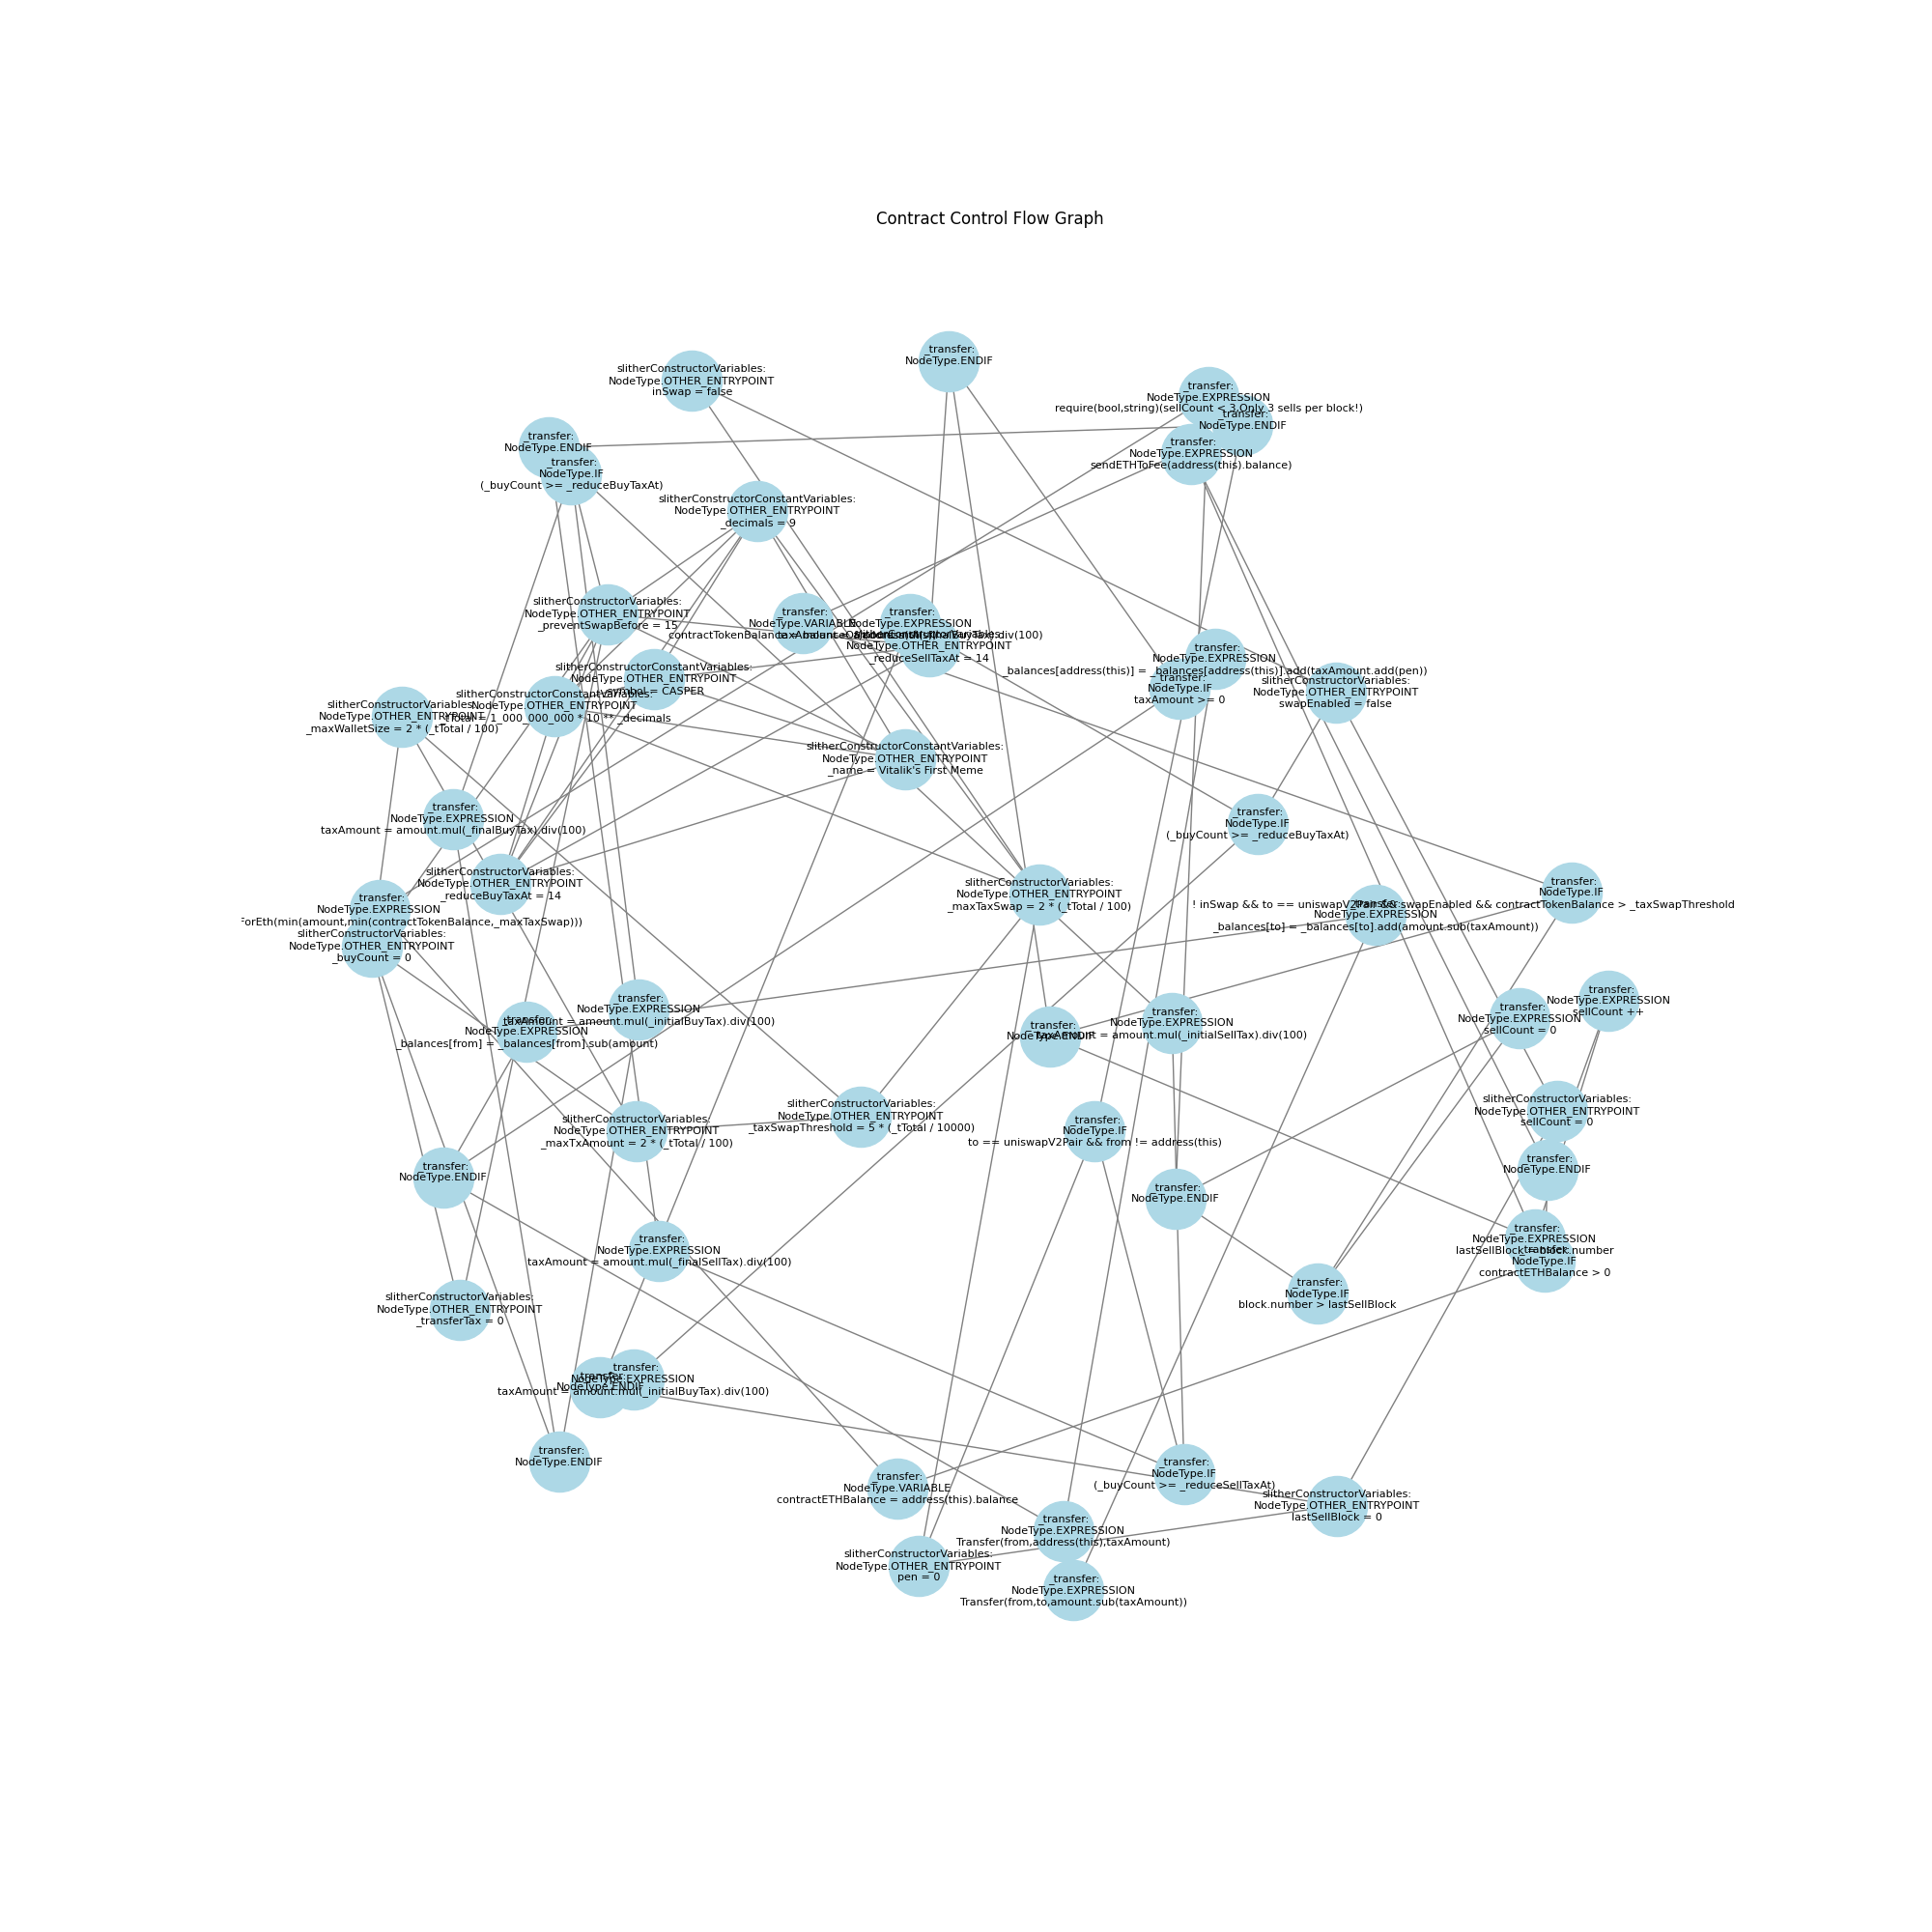 Contract Control Flow Graph
_transfer:
NodeType.ENDIF
slitherConstructorVariables:
NodeType.OTHER_ENTRYPOINT
inSwap = false
_transfer:
NodeType.EXPRESSION
require(bool,string)(sellCount < 3,Only 3 sells per block!)
_transfer:
NodeType.ENDIF
_transfer:
NodeType.ENDIF
_transfer:
NodeType.EXPRESSION
sendETHToFee(address(this).balance)
_transfer:
NodeType.IF
(_buyCount >= _reduceBuyTaxAt)
slitherConstructorConstantVariables:
NodeType.OTHER_ENTRYPOINT
_decimals = 9
slitherConstructorVariables:
NodeType.OTHER_ENTRYPOINT
_preventSwapBefore = 15
_transfer:
NodeType.VARIABLE
_transfer:
NodeType.EXPRESSION
NodeType.OTHER_ENTRYPOINT
_reduceSellTaxAt = 14
_transfer:
NodeType.EXPRESSION
_balances[address(this)] = _balances[address(this)].add(taxAmount.add(pen))
slitherConstructorConstantVariables:
NodeType.OTHER_ENTRYPOINT
_symbol = CASPER
_transfer:
NodeType.IF
taxAmount >= 0
slitherConstructorVariables:
NodeType.OTHER_ENTRYPOINT
swapEnabled = false
slitherConstructorConstantVariables:
NodeType.OTHER_ENTRYPOINT
_tTotal = 1_000_000_000 * 10 ** _decimals
slitherConstructorVariables:
NodeType.OTHER_ENTRYPOINT
_maxWalletSize = 2 * (_tTotal / 100)
slitherConstructorConstantVariables:
NodeType.OTHER_ENTRYPOINT
_name = Vitalik's First Meme
_transfer:
NodeType.EXPRESSION
taxAmount = amount.mul(_finalBuyTax).div(100)
_transfer:
NodeType.IF
(_buyCount >= _reduceBuyTaxAt)
slitherConstructorVariables:
NodeType.OTHER_ENTRYPOINT
_reduceBuyTaxAt = 14
slitherConstructorVariables:
NodeType.OTHER_ENTRYPOINT
_maxTaxSwap = 2 * (_tTotal / 100)
_transfer:
NodeType.IF
! inSwap && to == uniswapV2Pair && swapEnabled && contractTokenBalance > _taxSwapThreshold
_transfer:
NodeType.EXPRESSION
_balances[to] = _balances[to].add(amount.sub(taxAmount))
_transfer:
NodeType.EXPRESSION
ForEth(min(amount,min(contractTokenBalance,_maxTaxSwap)))
slitherConstructorVariables:
NodeType.OTHER_ENTRYPOINT
_buyCount = 0
_transfer:
NodeType.EXPRESSION
sellCount ++
_transfer:
NodeType.EXPRESSION
sellCount = 0
_transfer:
NodeType.EXPRESSION
taxAmount = amount.mul(_initialBuyTax).div(100)
_transfer:
NodeType.EXPRESSION
_balances[from] = _balances[from].sub(amount)
_transfer:
NodeType.ENDIF
_transfer:
NodeType.EXPRESSION
taxAmount = amount.mul(_initialSellTax).div(100)
slitherConstructorVariables:
NodeType.OTHER_ENTRYPOINT
_taxSwapThreshold = 5 * (_tTotal / 10000)
slitherConstructorVariables:
NodeType.OTHER_ENTRYPOINT
_maxTxAmount = 2 * (_tTotal / 100)
_transfer:
NodeType.IF
to == uniswapV2Pair && from != address(this)
slitherConstructorVariables:
NodeType.OTHER_ENTRYPOINT
sellCount = 0
_transfer:
NodeType.ENDIF
_transfer:
NodeType.ENDIF
_transfer:
NodeType.ENDIF
_transfer:
NodeType.EXPRESSION
lastSellBlock = block.number
_transfer:
NodeType.IF
contractETHBalance > 0
_transfer:
NodeType.EXPRESSION
taxAmount = amount.mul(_finalSellTax).div(100)
_transfer:
NodeType.IF
block.number > lastSellBlock
slitherConstructorVariables:
NodeType.OTHER_ENTRYPOINT
_transferTax = 0
_transfer:
NodeType.EXPRESSION
taxAmount = amount.mul(_initialBuyTax).div(100)
_transfer:
NodeType.ENDIF
_transfer:
NodeType.ENDIF
_transfer:
NodeType.IF
(_buyCount >= _reduceSellTaxAt)
_transfer:
NodeType.VARIABLE
contractETHBalance = address(this).balance
slitherConstructorVariables:
NodeType.OTHER_ENTRYPOINT
lastSellBlock = 0
_transfer:
NodeType.EXPRESSION
Transfer(from,address(this),taxAmount)
slitherConstructorVariables:
NodeType.OTHER_ENTRYPOINT
pen = 0
_transfer:
NodeType.EXPRESSION
Transfer(from,to,amount.sub(taxAmount))